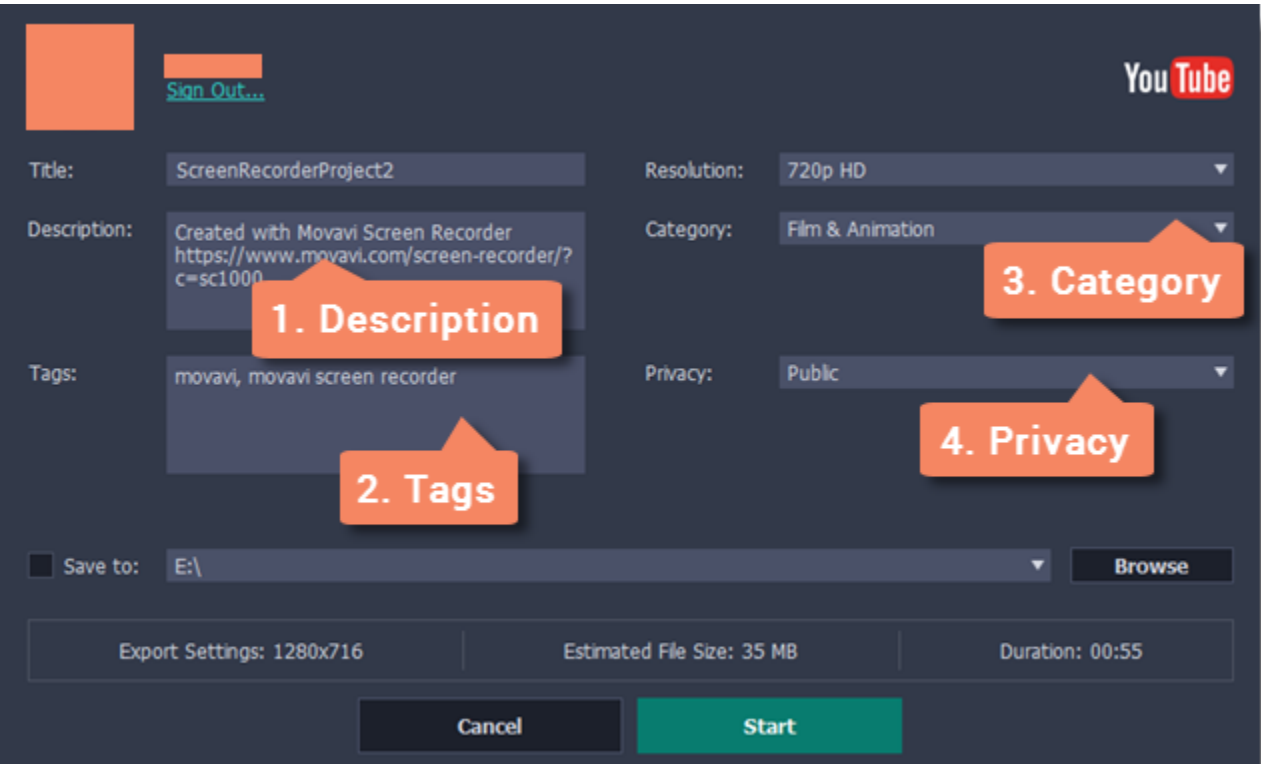 Sign Out...
YouTube
Title:
ScreenRecorderProject2
Resolution:
720p HD
Description:
Created with Movavi Screen Recorder
https://www.movavi.com/screen-recorder/?
c=sc1000
1. Description
Category:
Film & Animation
3. Category
Tags:
movavi, movavi screen recorder
2. Tags
Privacy:
Public
4. Privacy
Save to:
E:\
Browse
Export Settings: 1280x716
Estimated File Size: 35 MB
Duration: 00:55
Cancel
Start